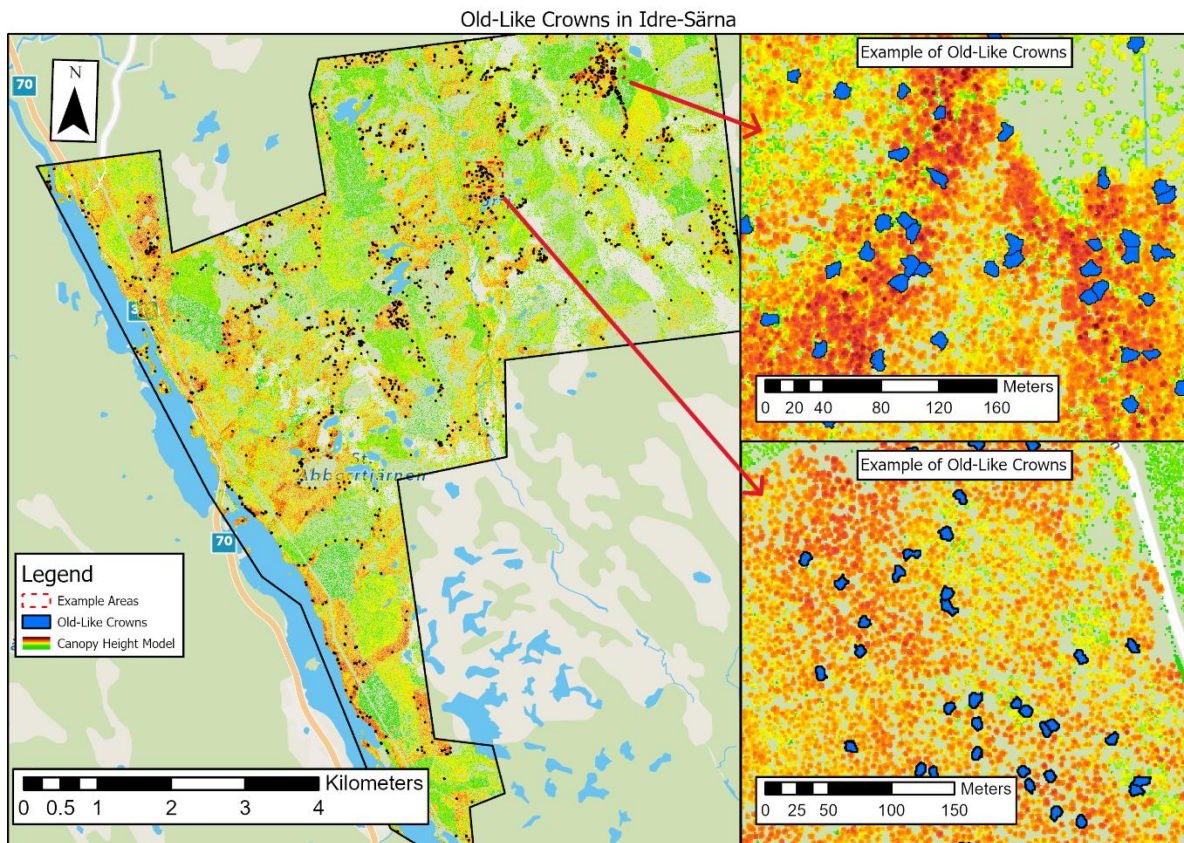 Old-Like Crowns in Idre-Särna
70
N
70
St.
Abborrtjärnen
Legend
Example Areas
Old-Like Crowns
Canopy Height Model
Kilometers
0 0.5 1 2 3 4
Example of Old-Like Crowns
Meters
0 20 40 80 120 160
Example of Old-Like Crowns
Meters
0 25 50 100 150